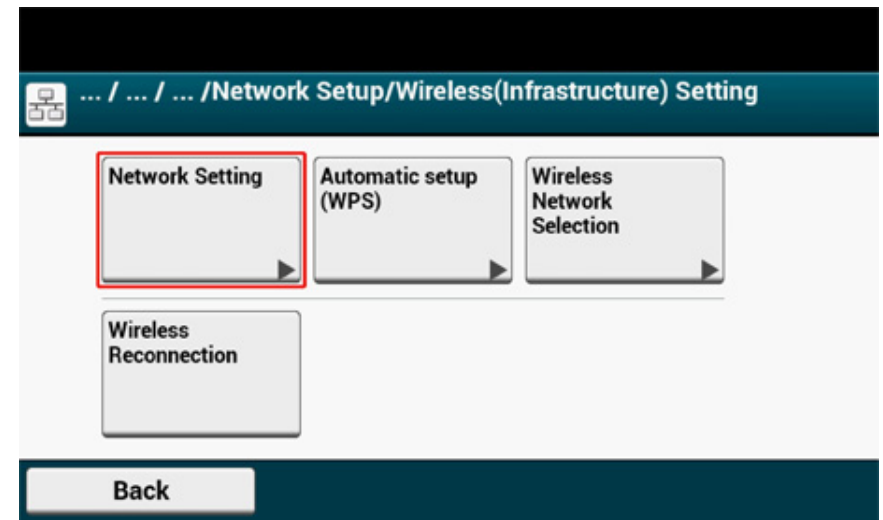 ... / ... / ... /Network Setup/Wireless(Infrastructure) Setting
Network Setting
Automatic setup
(WPS)
Wireless
Network
Selection
Wireless
Reconnection
Back